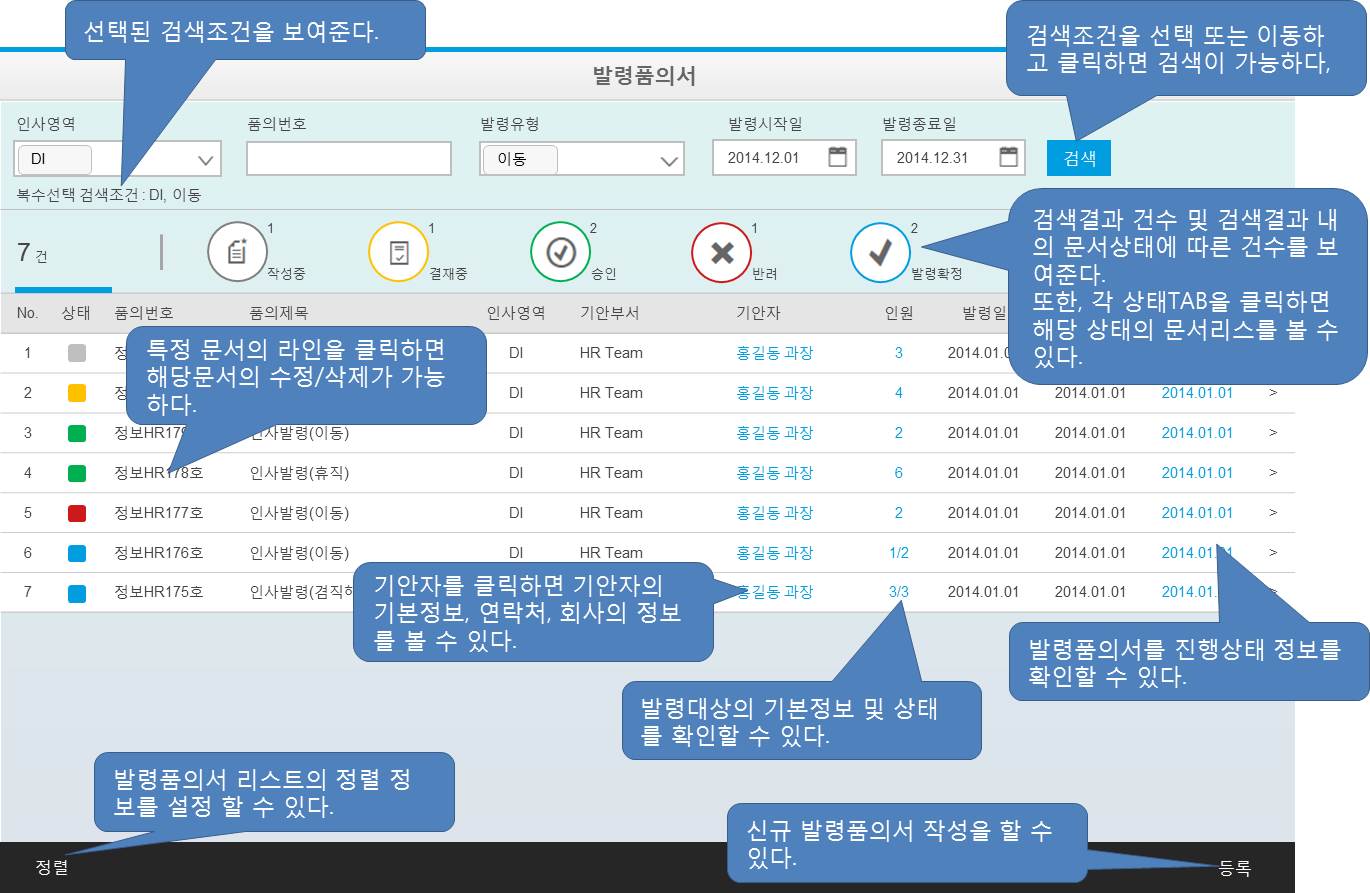 선택된 검색조건을 보여준다.
검색조건을 선택 또는 이동하
고 클릭하면 검색이 가능하다,
발령품의서
인사영역
품의번호
발령유형
발령시작일
발령종료일
DI
이동
2014.12.01
2014.12.31
검색
복수선택 검색조건 : DI, 이동
7 건
1
작성중
1
결재중
2
승인
1
반려
2
발령확정
검색결과 건수 및 검색결과 내
의 문서상태에 따른 건수를 보
여준다.
또한, 각 상태TAB을 클릭하면
해당 상태의 문서리스를 볼 수
있다.
No. 상태 품의번호 품의제목 인사영역 기안부서 기안자 인원 발령일
1 DI HR Team 홍길동 과장 3 2014.01.0
특정 문서의 라인을 클릭하면
해당문서의 수정/삭제가 가능
하다.
2 DI HR Team 홍길동 과장 4 2014.01.01 2014.01.01 2014.01.01 >
3 정보HR179 인사발령(이동) DI HR Team 홍길동 과장 2 2014.01.01 2014.01.01 2014.01.01 >
4 정보HR178호 인사발령(휴직) DI HR Team 홍길동 과장 6 2014.01.01 2014.01.01 2014.01.01 >
5 정보HR177호 인사발령(이동) DI HR Team 홍길동 과장 2 2014.01.01 2014.01.01 2014.01.01 >
6 정보HR176호 인사발령(이동) DI HR Team 홍길동 과장 1/2 2014.01.01 2014.01.01 2014.01.01 >
7 정보HR175호 인사발령(겸직 홍길동 과장 3/3 2014.01.01 2014.01.01 2014.01.
기안자를 클릭하면 기안자의
기본정보, 연락처, 회사의 정보
를 볼 수 있다.
발령품의서를 진행상태 정보를
확인할 수 있다.
발령대상의 기본정보 및 상태
를 확인할 수 있다.
발령품의서 리스트의 정렬 정
보를 설정 할 수 있다.
신규 발령품의서 작성을 할 수
있다.
정렬
등록